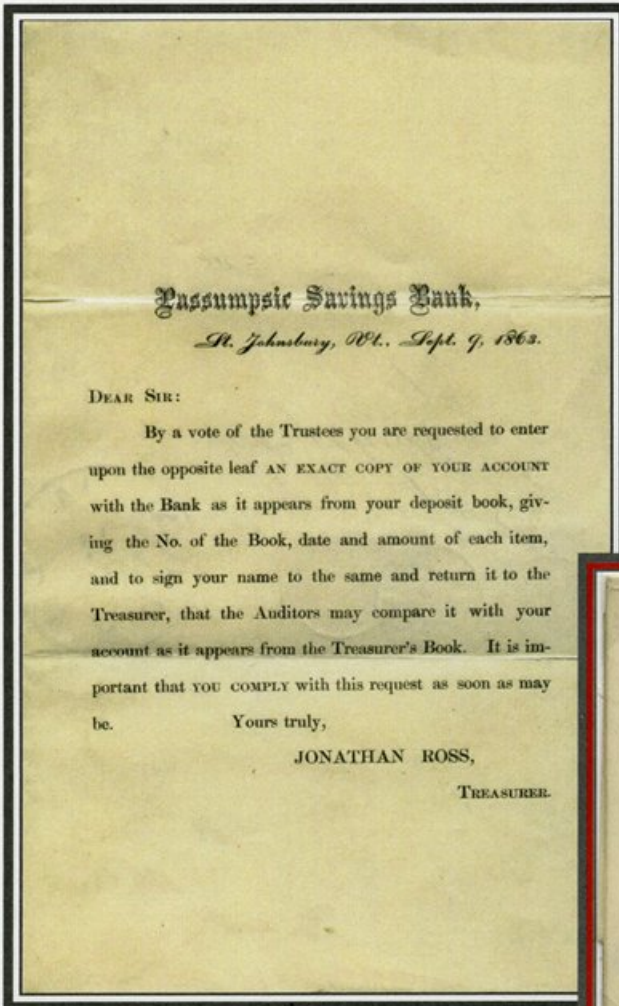 Passumpsic Savings Bank,
St. Johnsbury, Vt., Sept. 9, 1863.
DEAR SIR:
By a vote of the Trustees you are requested to enter
upon the opposite leaf AN EXACT COPY OF YOUR ACCOUNT
with the Bank as it appears from your deposit book, giv-
ing the No. of the Book, date and amount of each item,
and to sign your name to the same and return it to the
Treasurer, that the Auditors may compare it with your
account as it appears from the Treasurer's Book. It is im-
portant that YOU COMPLY with this request as soon as may
be. Yours truly,
JONATHAN ROSS,
TREASURER.